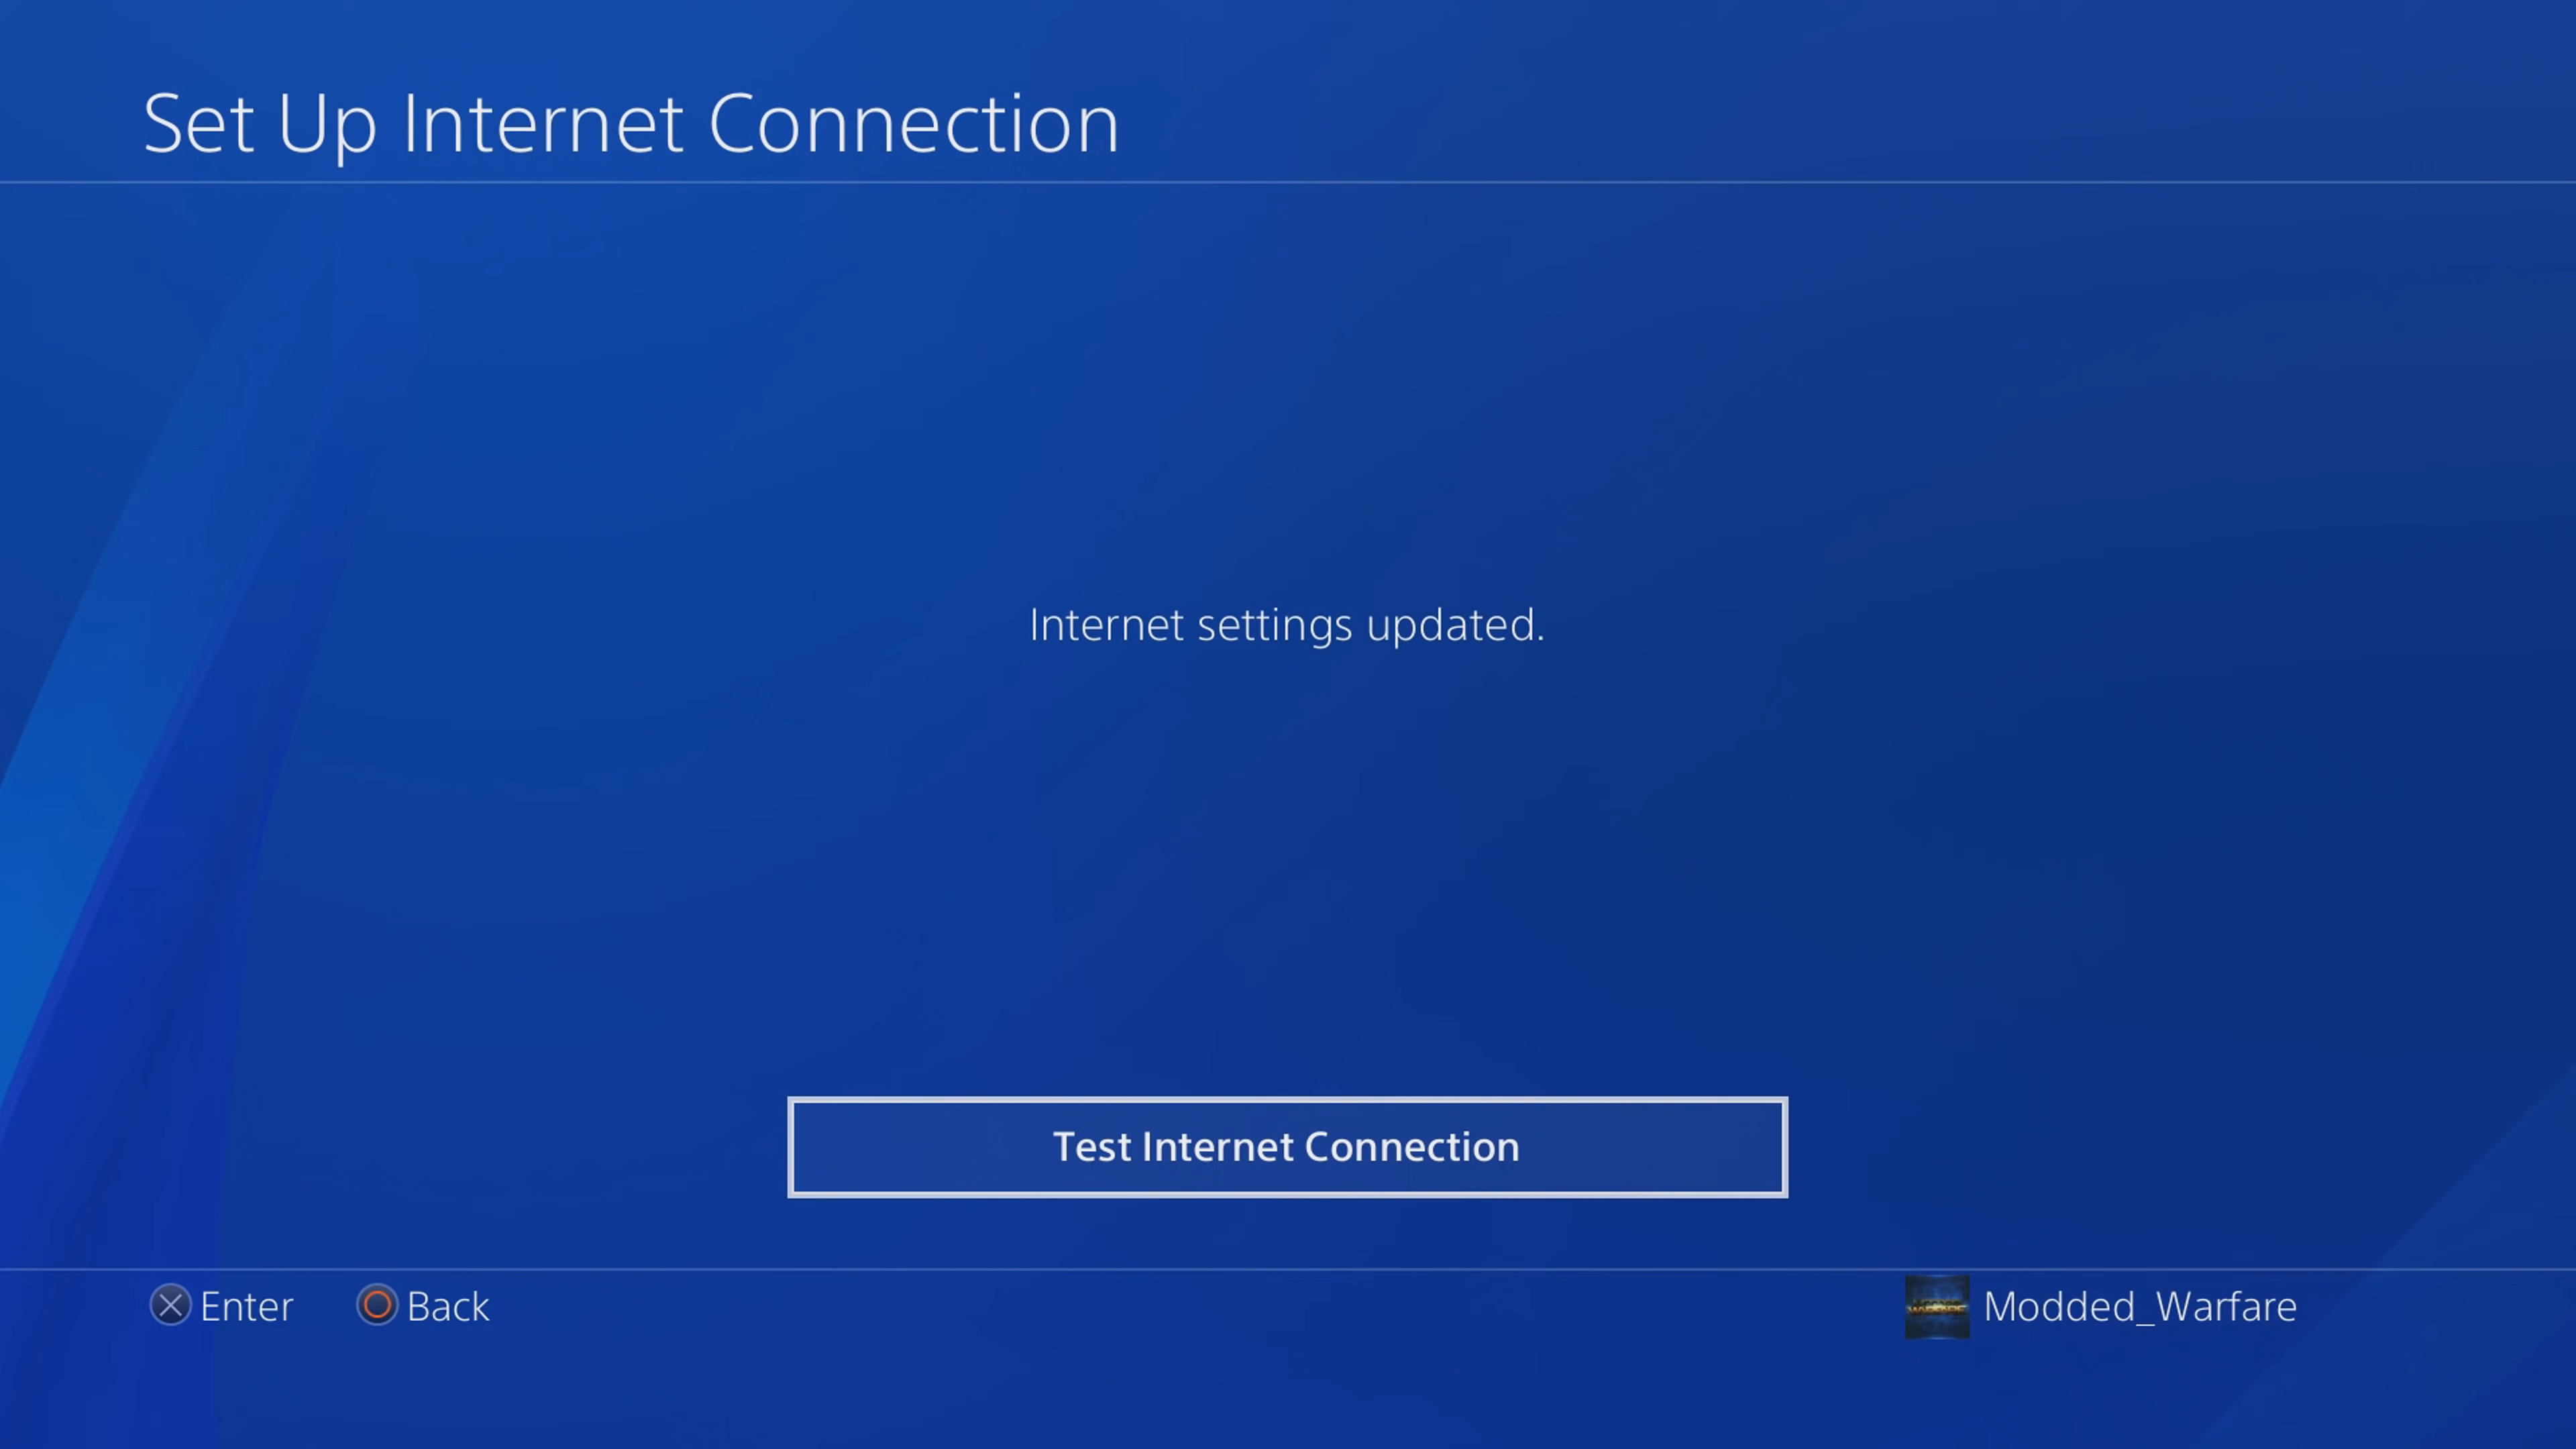 Set Up Internet Connection
Internet settings updated.
Test Internet Connection
Enter
Back
Modded_Warfare